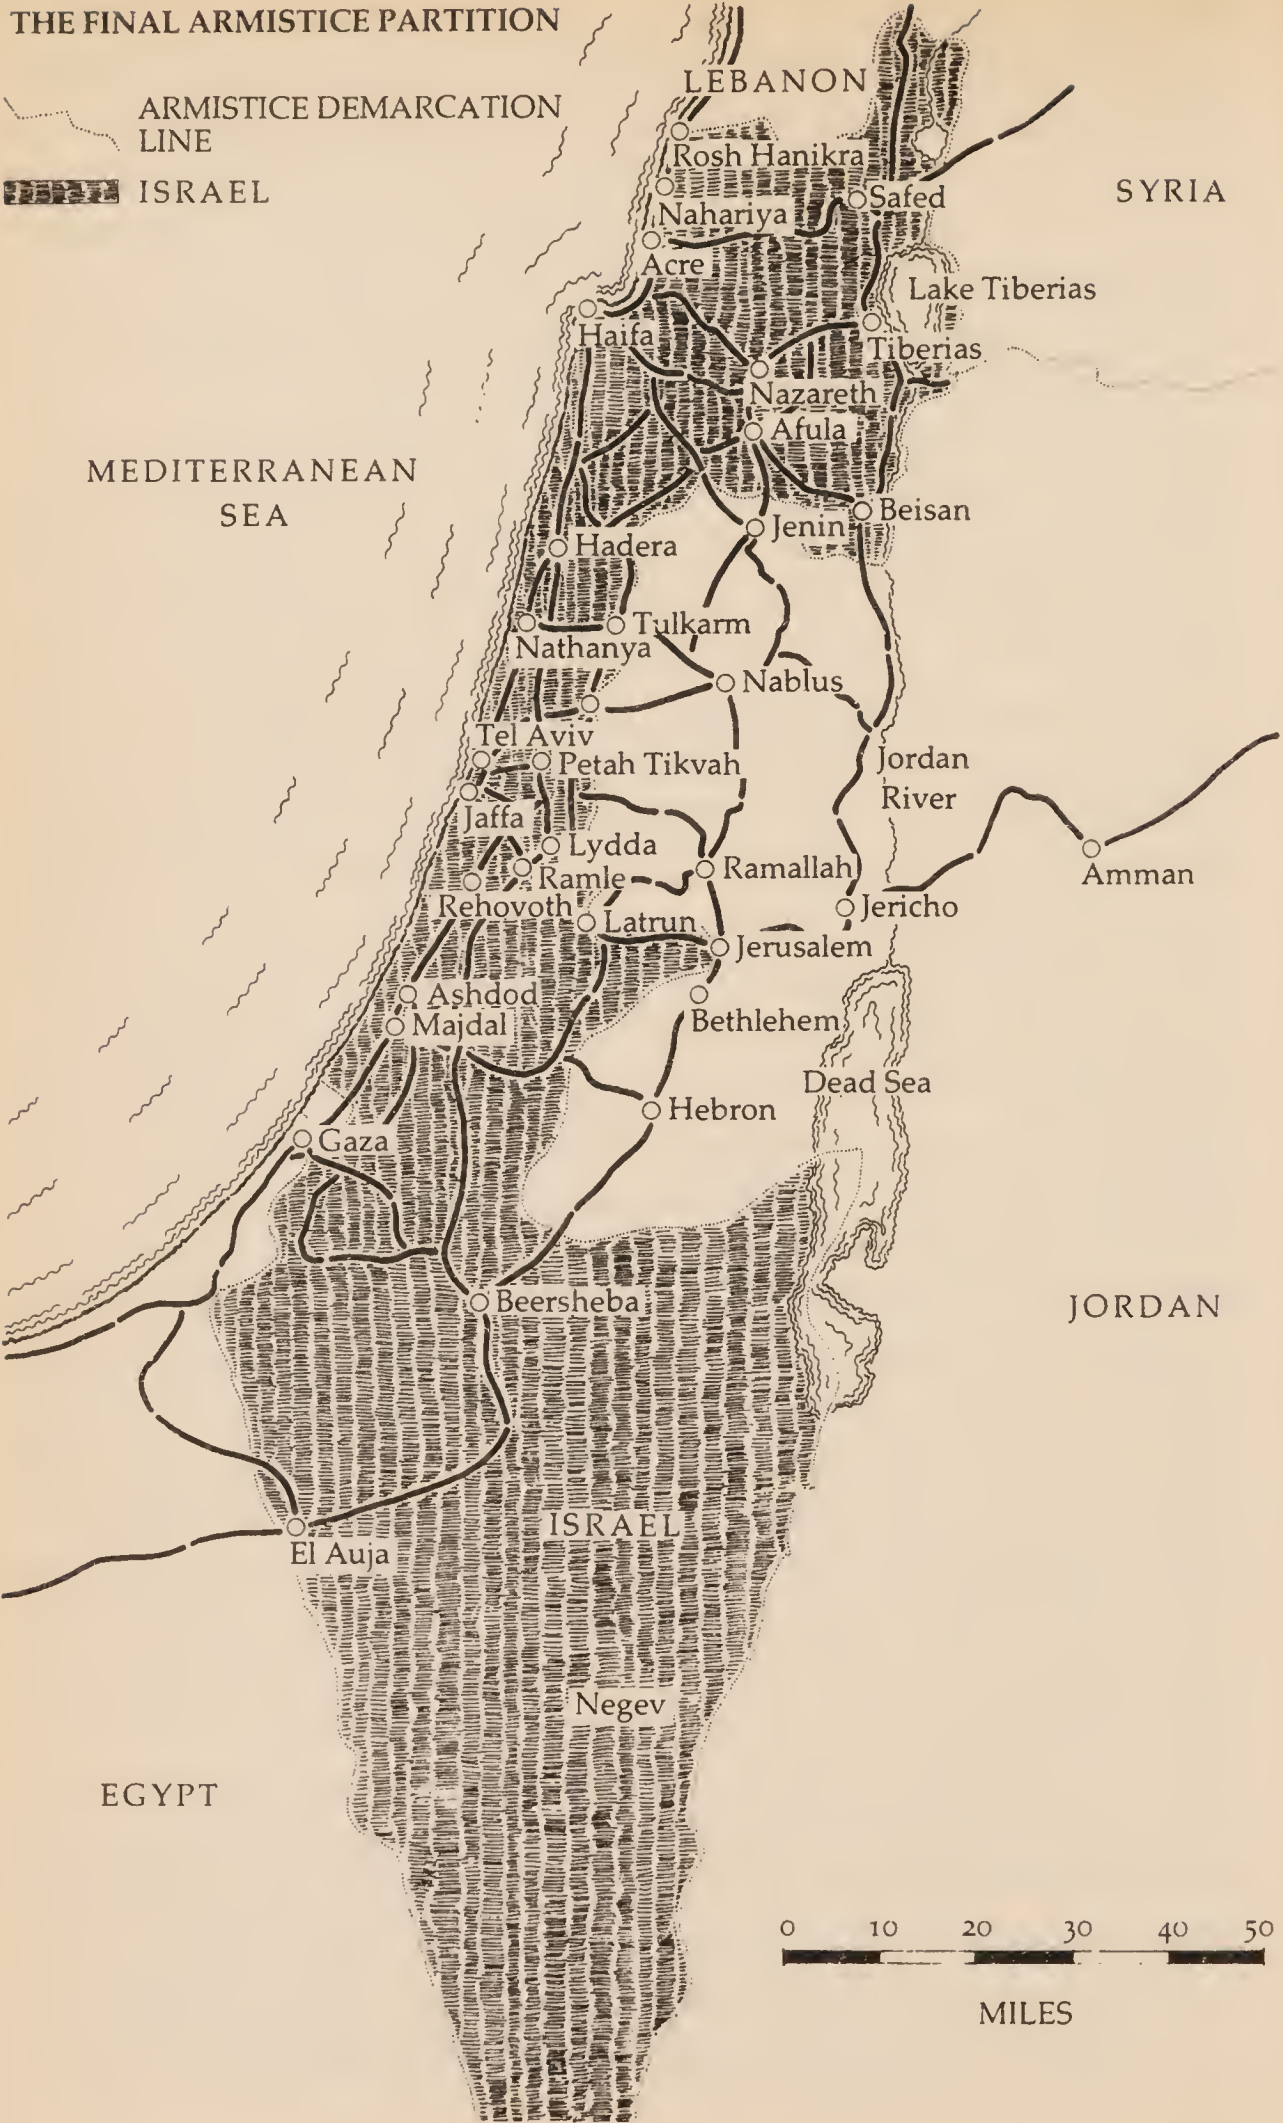 THE FINAL ARMISTICE PARTITION
ARMISTICE DEMARCATION
LINE
ISRAEL
LEBANON
Rosh Hanikra
SYRIA
Safed
Nahariya
Acre
Lake Tiberias
Haifa
Tiberias
Nazareth
Afula
MEDITERRANEAN
SEA
Beisan
Jenin
Hadera
Tulkarm
Nathanya
Nablus
Tel Aviv
Petah Tikvah
Jordan
River
Jaffa
Lydda
Ramallah
Amman
Ramle
Rehovoth
Jericho
Latrun
Jerusalem
Ashdod
Bethlehem
Majdal
Dead Sea
Hebron
Gaza
Beersheba
JORDAN
ISRAEL
El Auja
Negev
EGYPT
0 10 20 30 40 50
MILES